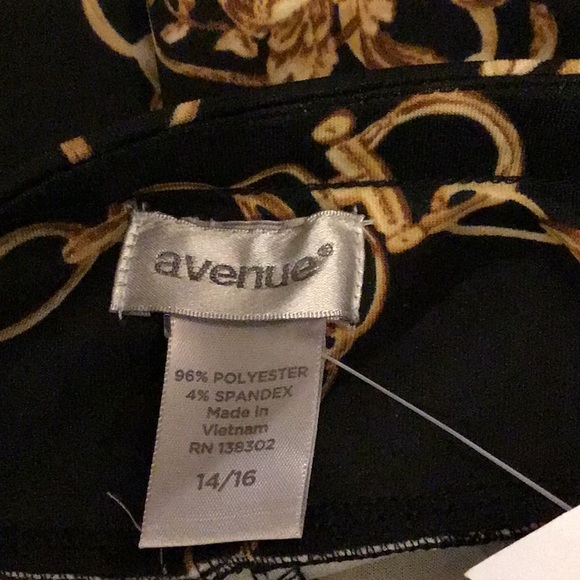 avenue®
96% POLYESTER
4% SPANDEX
Made in
Vietnam
RN 138302
14/16